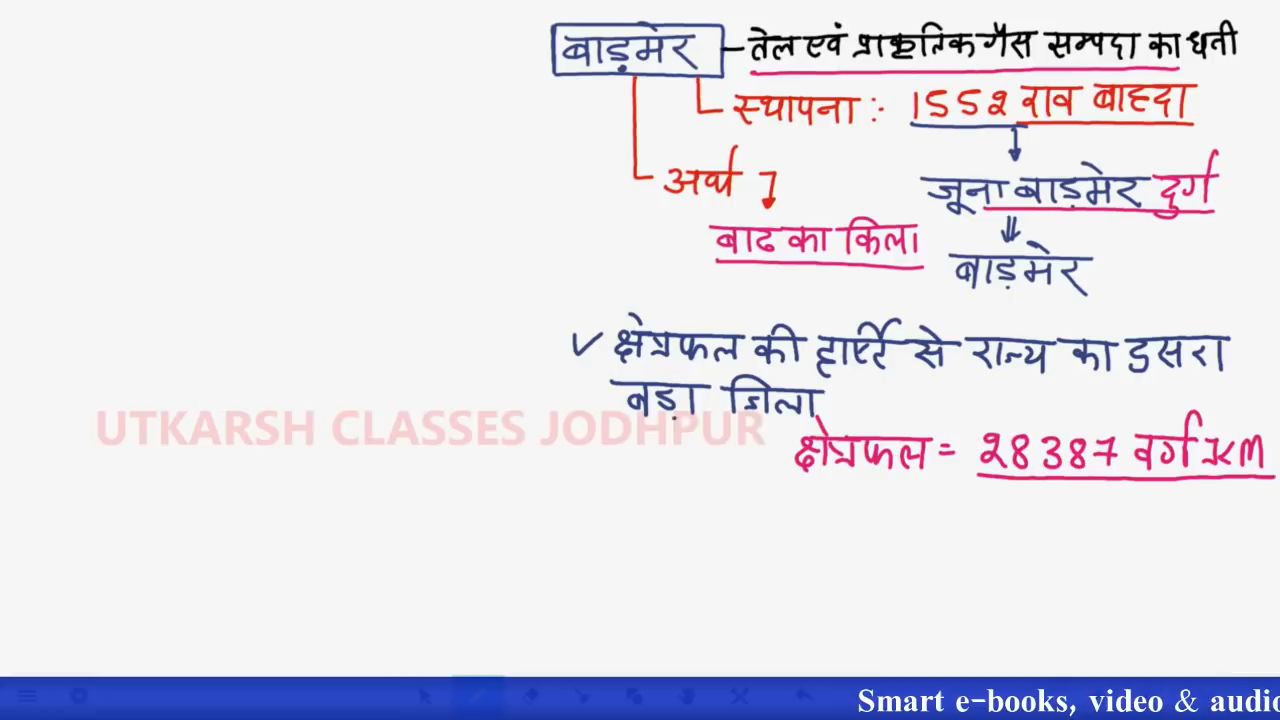 बाड़मेर - तेल एवं प्राकृतिक गैस सम्पदा का धनी
स्थापना :- 1552 राव बाहदा
अर्थ
जूना बाड़मेर दुर्ग
बाढ का किला
बाड़मेर
✓ क्षेत्रफल की दृष्टि से राज्य का दुसरा
बड़ा जिला
UTKARSH CLASSES JODHPUR
क्षेत्रफल = 28387 वर्ग KM
Smart e-books, video & audio